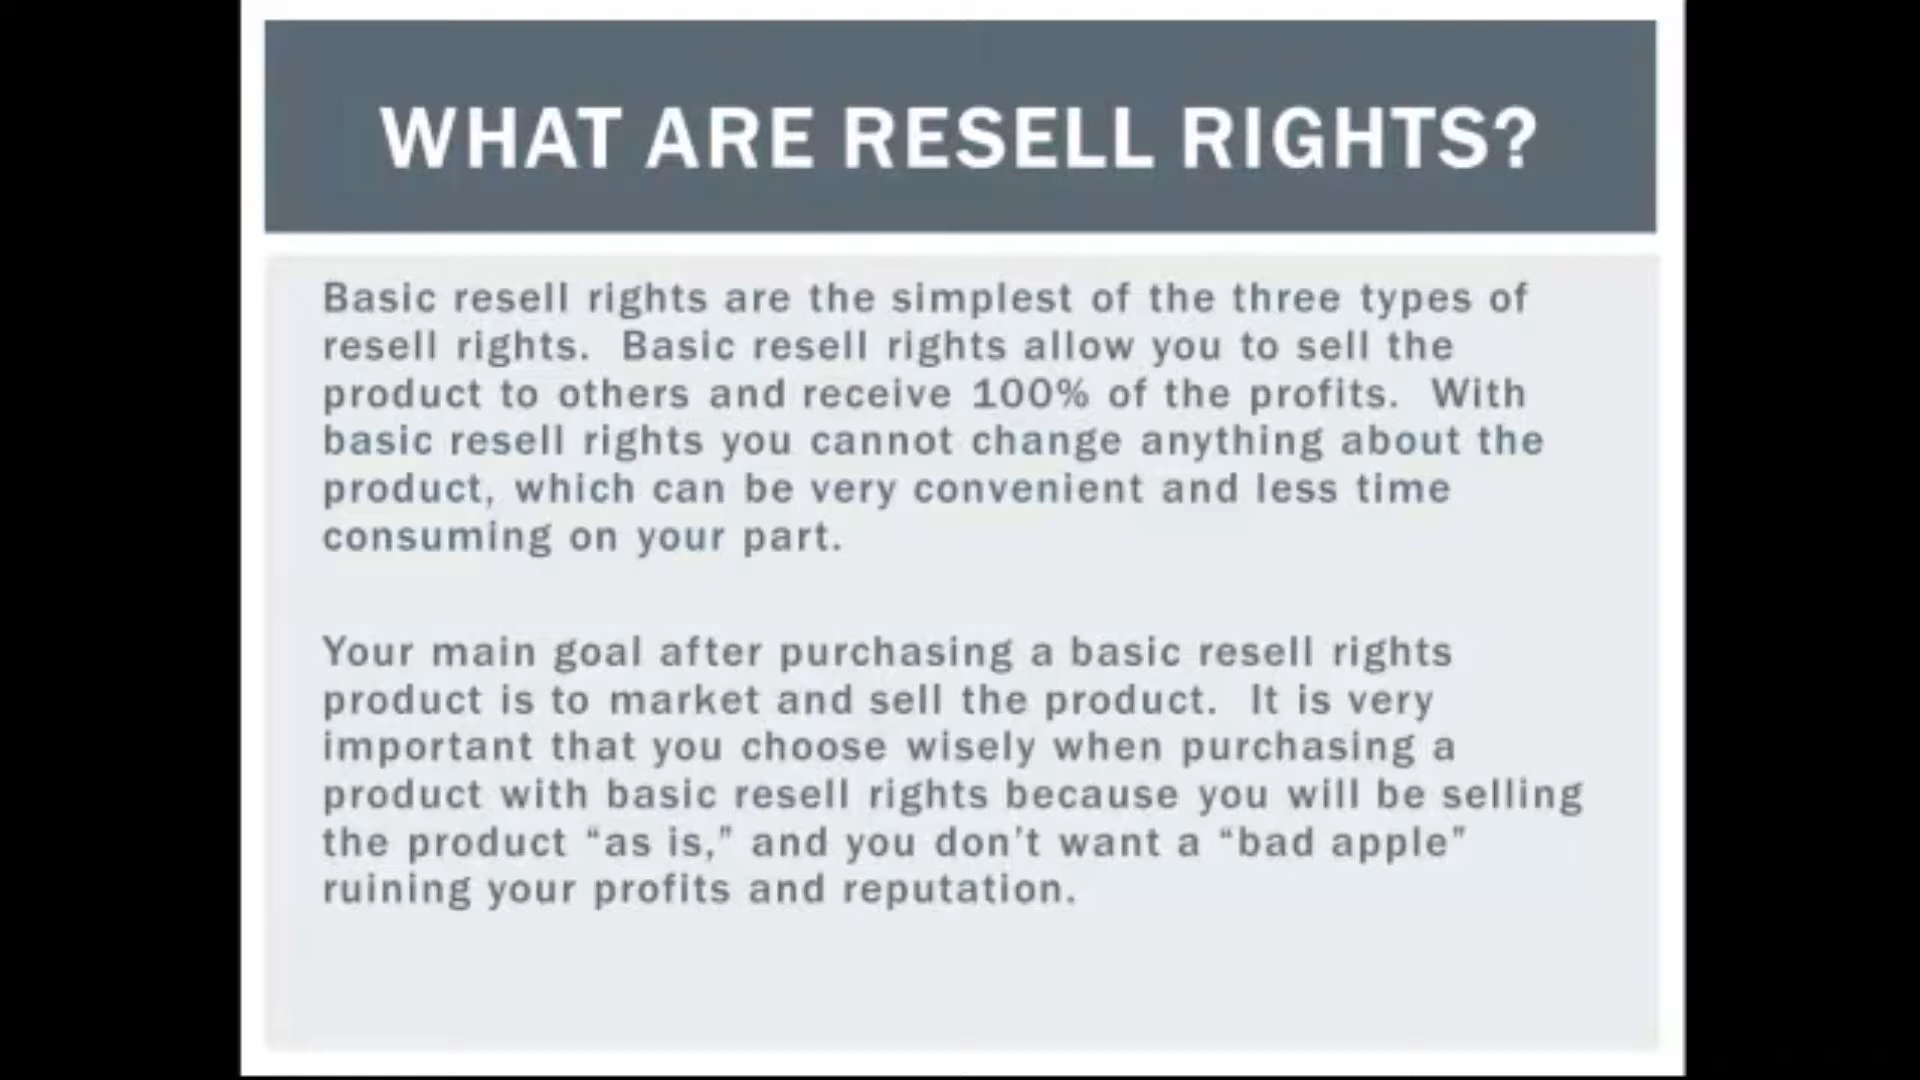 WHAT ARE RESELL RIGHTS?
Basic resell rights are the simplest of the three types of
resell rights.  Basic resell rights allow you to sell the
product to others and receive 100% of the profits.  With
basic resell rights you cannot change anything about the
product, which can be very convenient and less time
consuming on your part.
Your main goal after purchasing a basic resell rights
product is to market and sell the product.  It is very
important that you choose wisely when purchasing a
product with basic resell rights because you will be selling
the product “as is,” and you don’t want a “bad apple”
ruining your profits and reputation.